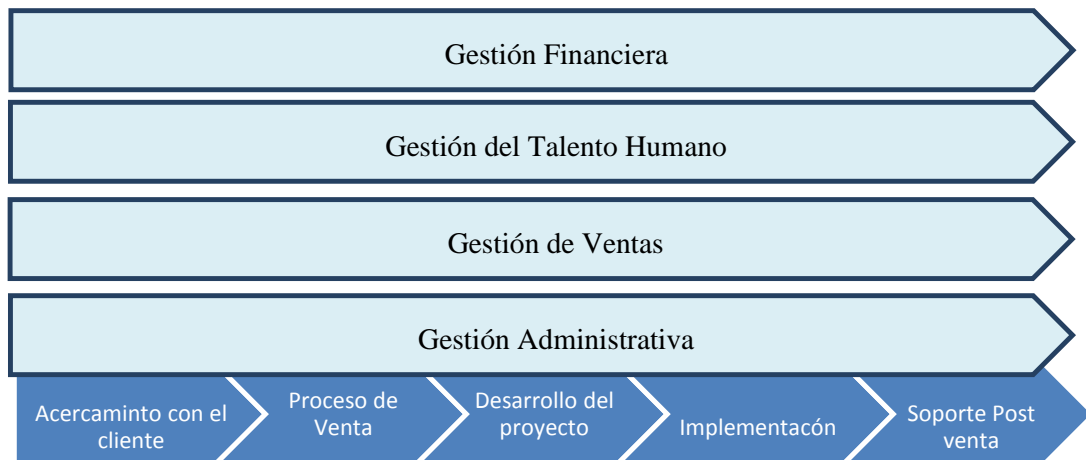 Gestión Financiera
Gestión del Talento Humano
Gestión de Ventas
Gestión Administrativa
Acercaminto con el
cliente
Proceso de
Venta
Desarrollo del
proyecto
Implementacón
Soporte Post
venta